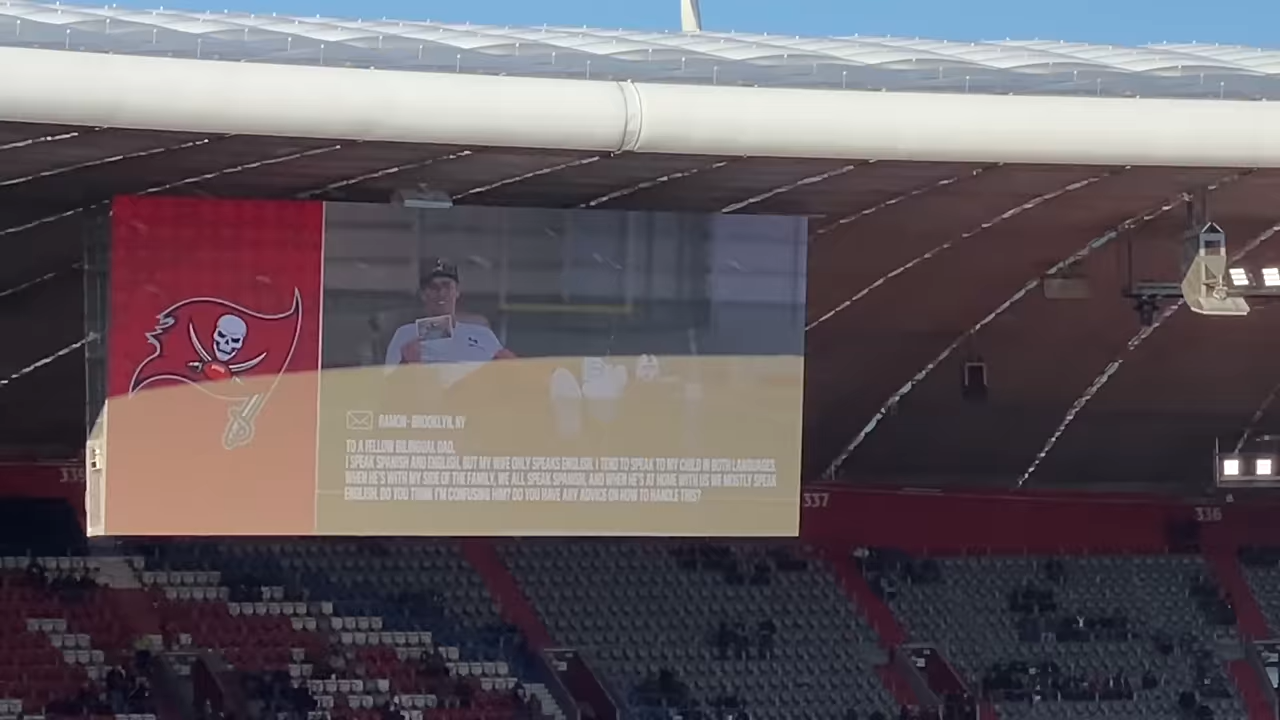 RAMON - BROOKLYN, NY
TO A FELLOW BILINGUAL DAD,
I SPEAK SPANISH AND ENGLISH, BUT MY WIFE ONLY SPEAKS ENGLISH. I TEND TO SPEAK TO MY CHILD IN BOTH LANGUAGES.
WHEN HE'S WITH MY SIDE OF THE FAMILY, WE ALL SPEAK SPANISH, AND WHEN HE'S AT HOME WITH US WE MOSTLY SPEAK
ENGLISH. DO YOU THINK I'M CONFUSING HIM? DO YOU HAVE ANY ADVICE ON HOW TO HANDLE THIS?
339
337
336